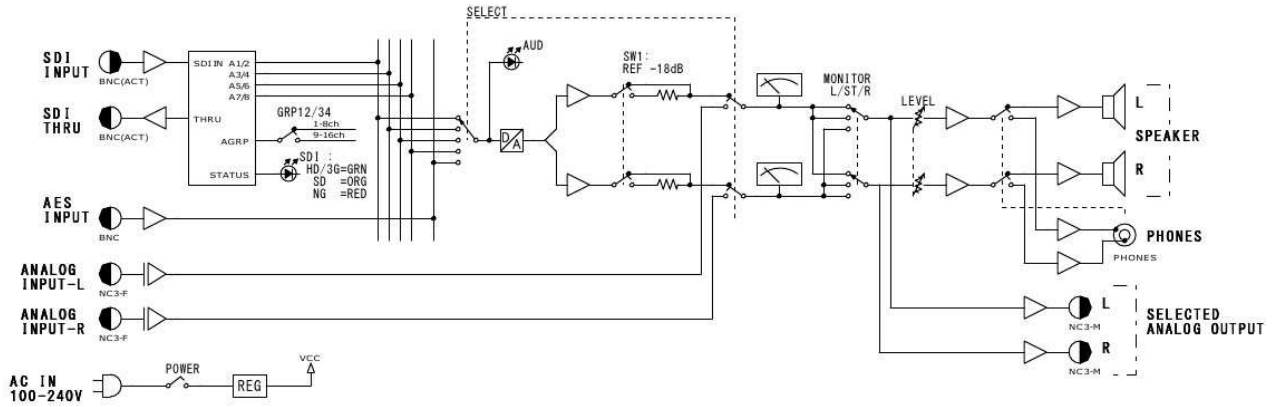 SELECT
SDI
INPUT
BNC(ACT)
SDI IN
A1/2
A3/4
A5/6
A7/8
AUD
SW1:
REF -18dB
MONITOR
L/ST/R
LEVEL
L
SPEAKER
R
SDI
THRU
BNC(ACT)
THRU
GRP12/34
1-8ch
9-16ch
AGRP
STATUS
SDI :
HD/3G=GRN
SD =ORG
NG =RED
D
A
AES
INPUT
BNC
PHONES
PHONES
ANALOG
INPUT-L
NC3-F
ANALOG
INPUT-R
NC3-F
L
NC3-M
R
NC3-M
SELECTED
ANALOG OUTPUT
AC IN
100-240V
POWER
REG
VCC